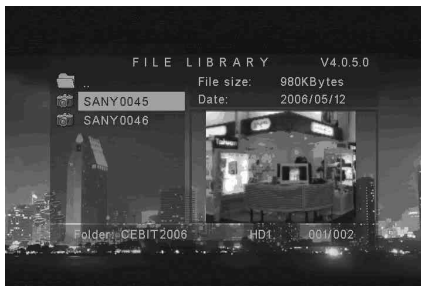 FILE LIBRARY V4.0.5.0
..
File size: 980KBytes
SANY0045 Date: 2006/05/12
SANY0046
Folder: CEBIT2006 HD1 001/002